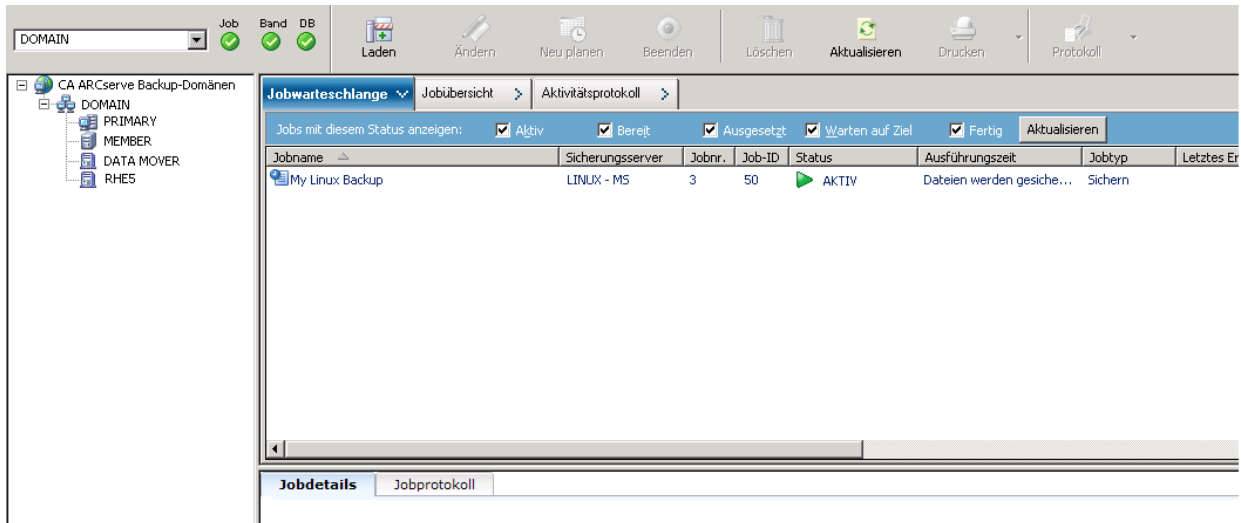 Job Band DB
DOMAIN
Laden Ändern Neu planen Beenden Löschen Aktualisieren Drucken Protokoll
CA ARCserve Backup-Domänen
DOMAIN
PRIMARY
MEMBER
DATA MOVER
RHE5
Jobwarteschlange Jobübersicht Aktivitätsprotokoll
Jobs mit diesem Status anzeigen: Aktiv Bereit Ausgesetzt Warten auf Ziel Fertig Aktualisieren
Jobname Sicherungsserver Jobnr. Job-ID Status Ausführungszeit Jobtyp Letztes Er
My Linux Backup LINUX - MS 3 50 AKTIV Dateien werden gesiche... Sichern
Jobdetails Jobprotokoll